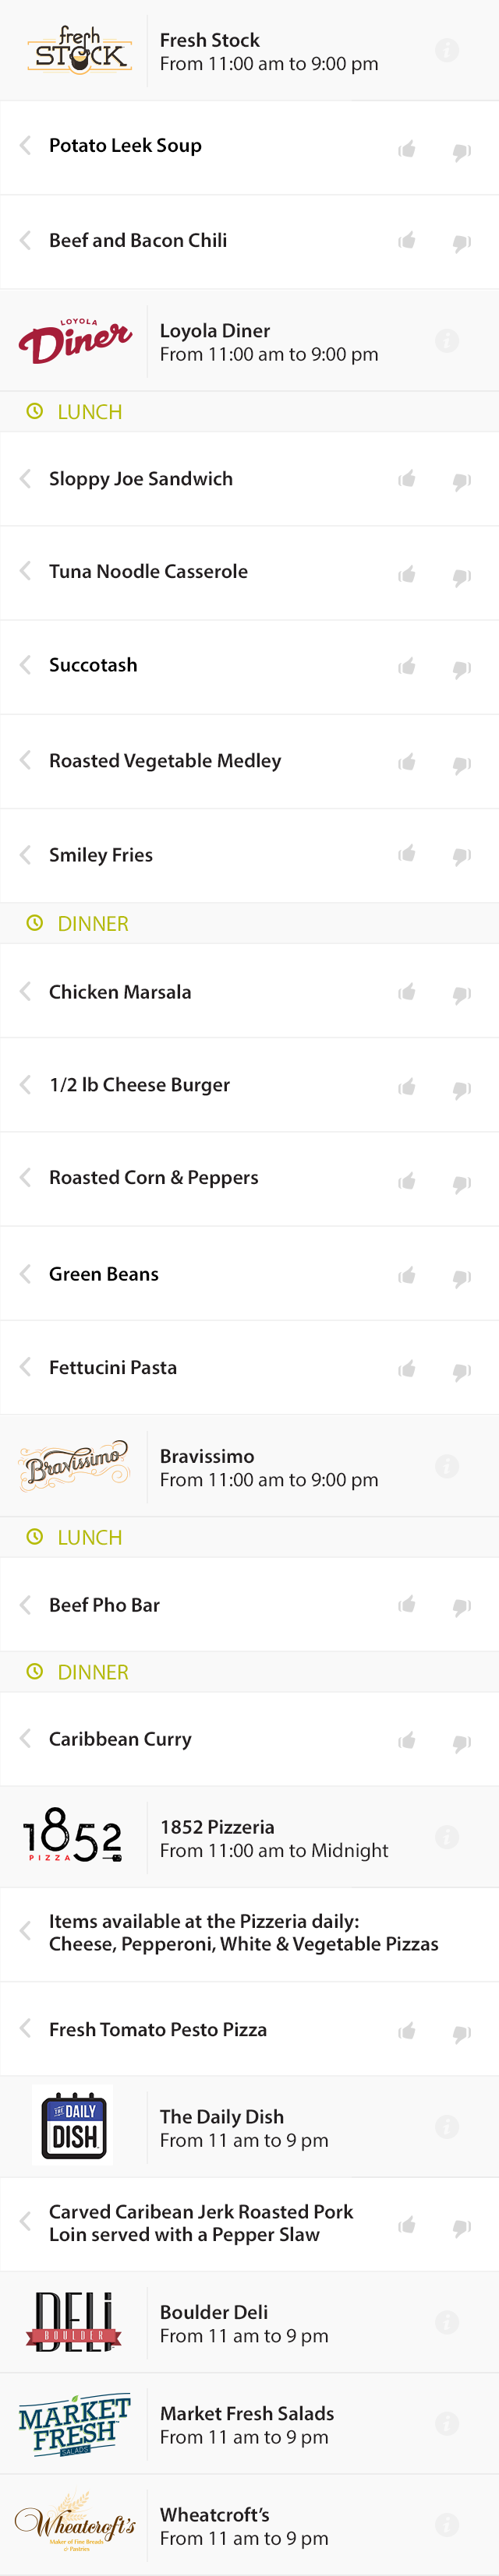 fresh
STOCK
Fresh Stock
From 11:00 am to 9:00 pm
Potato Leek Soup
Beef and Bacon Chili
LOYOLA
Diner
Loyola Diner
From 11:00 am to 9:00 pm
LUNCH
Sloppy Joe Sandwich
Tuna Noodle Casserole
Succotash
Roasted Vegetable Medley
Smiley Fries
DINNER
Chicken Marsala
1/2 lb Cheese Burger
Roasted Corn & Peppers
Green Beans
Fettucini Pasta
Bravissimo
Bravissimo
From 11:00 am to 9:00 pm
LUNCH
Beef Pho Bar
DINNER
Caribbean Curry
1852
PIZZA
1852 Pizzeria
From 11:00 am to Midnight
Items available at the Pizzeria daily:
Cheese, Pepperoni, White & Vegetable Pizzas
Fresh Tomato Pesto Pizza
THE DAILY
DISH
The Daily Dish
From 11 am to 9 pm
Carved Caribean Jerk Roasted Pork
Loin served with a Pepper Slaw
DELi
BOULDER
Boulder Deli
From 11 am to 9 pm
MARKET
FRESH
SALADS
Market Fresh Salads
From 11 am to 9 pm
Wheatcroft's
Maker of Fine Breads
& Pastries
Wheatcroft's
From 11 am to 9 pm